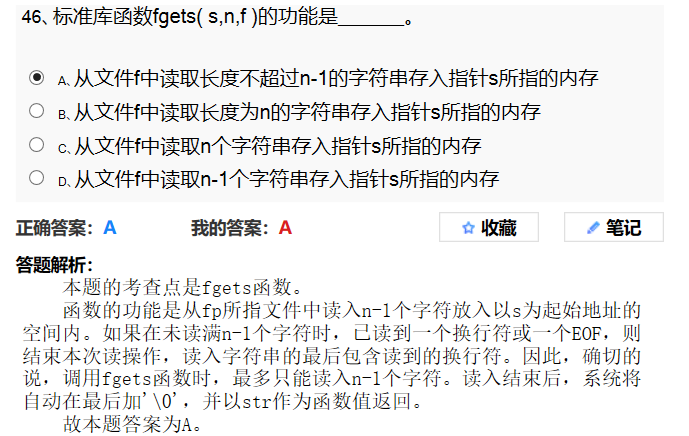 46、标准库函数fgets( s,n,f )的功能是______。
A、从文件f中读取长度不超过n-1的字符串存入指针s所指的内存
B、从文件f中读取长度为n的字符串存入指针s所指的内存
C、从文件f中读取n个字符串存入指针s所指的内存
D、从文件f中读取n-1个字符串存入指针s所指的内存
正确答案：A 我的答案：A 收藏 笔记
答题解析：
本题的考查点是fgets函数。
函数的功能是从fp所指文件中读入n-1个字符放入以s为起始地址的
空间内。如果在未读满n-1个字符时，已读到一个换行符或一个EOF，则
结束本次读操作，读入字符串的最后包含读到的换行符。因此，确切的
说，调用fgets函数时，最多只能读入n-1个字符。读入结束后，系统将
自动在最后加'\0'，并以str作为函数值返回。
故本题答案为A。